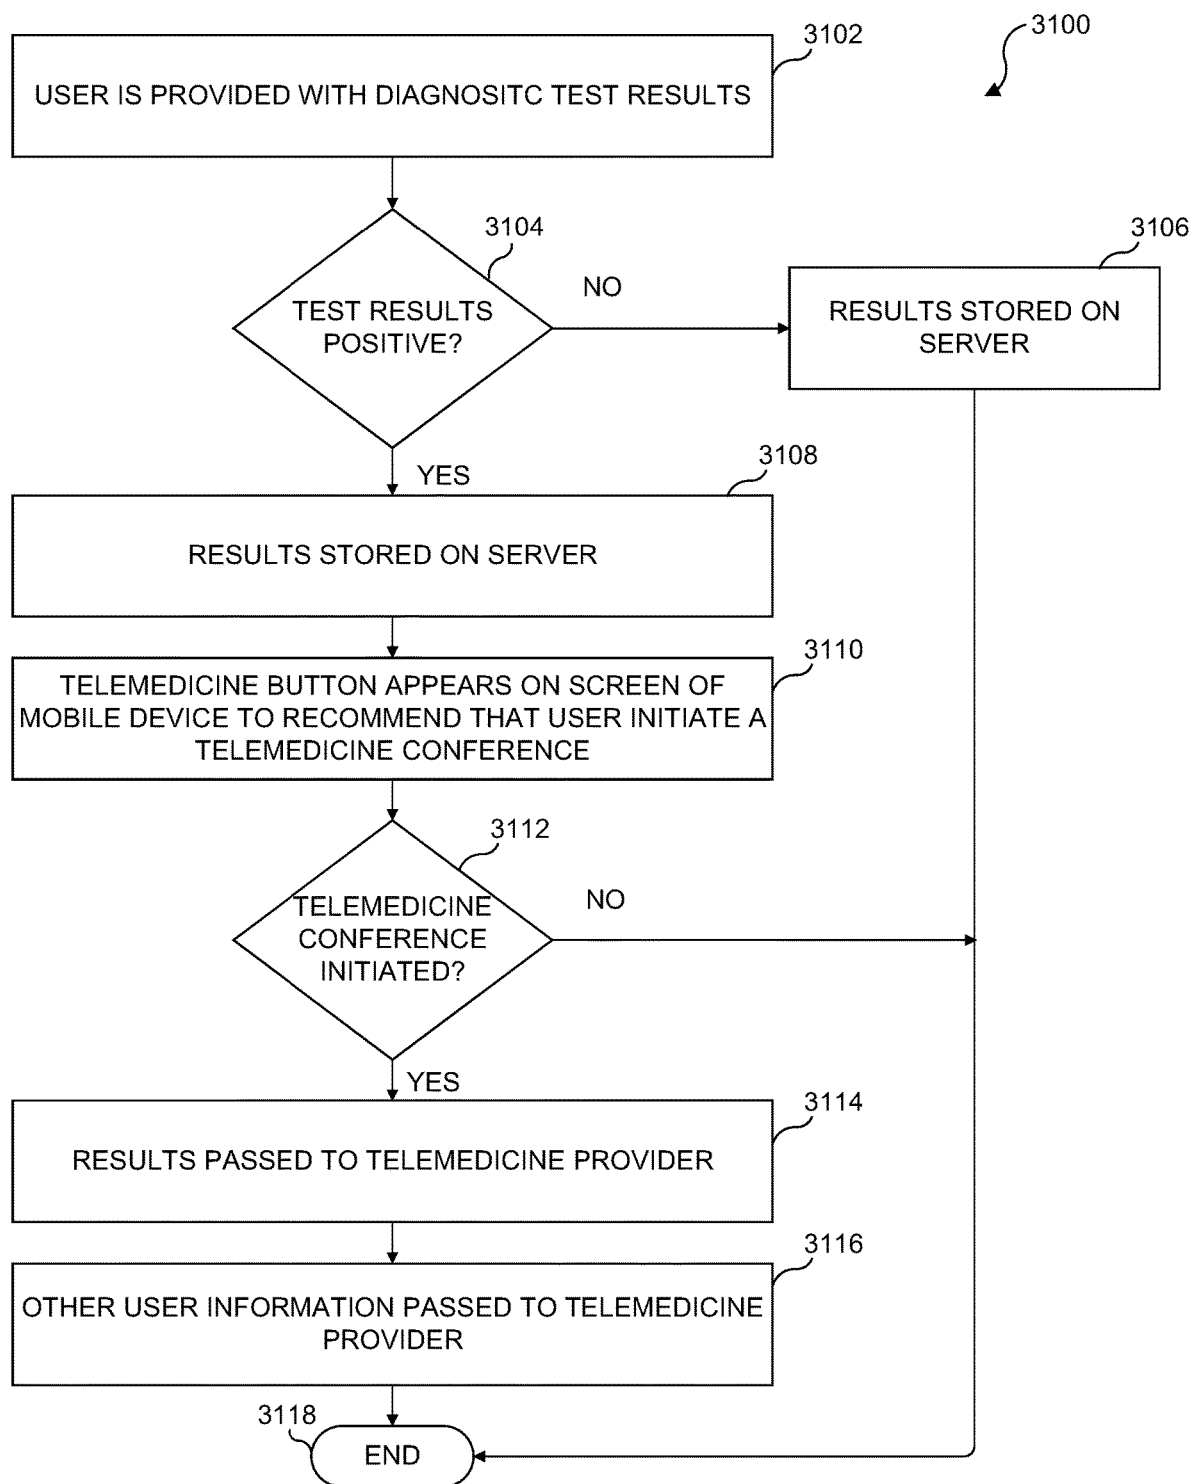 3100
3102
USER IS PROVIDED WITH DIAGNOSITC TEST RESULTS
3104
TEST RESULTS
POSITIVE?
NO
3106
RESULTS STORED ON
SERVER
YES
3108
RESULTS STORED ON SERVER
3110
TELEMEDICINE BUTTON APPEARS ON SCREEN OF
MOBILE DEVICE TO RECOMMEND THAT USER INITIATE A
TELEMEDICINE CONFERENCE
3112
TELEMEDICINE
CONFERENCE
INITIATED?
NO
YES
3114
RESULTS PASSED TO TELEMEDICINE PROVIDER
3116
OTHER USER INFORMATION PASSED TO TELEMEDICINE
PROVIDER
3118
END